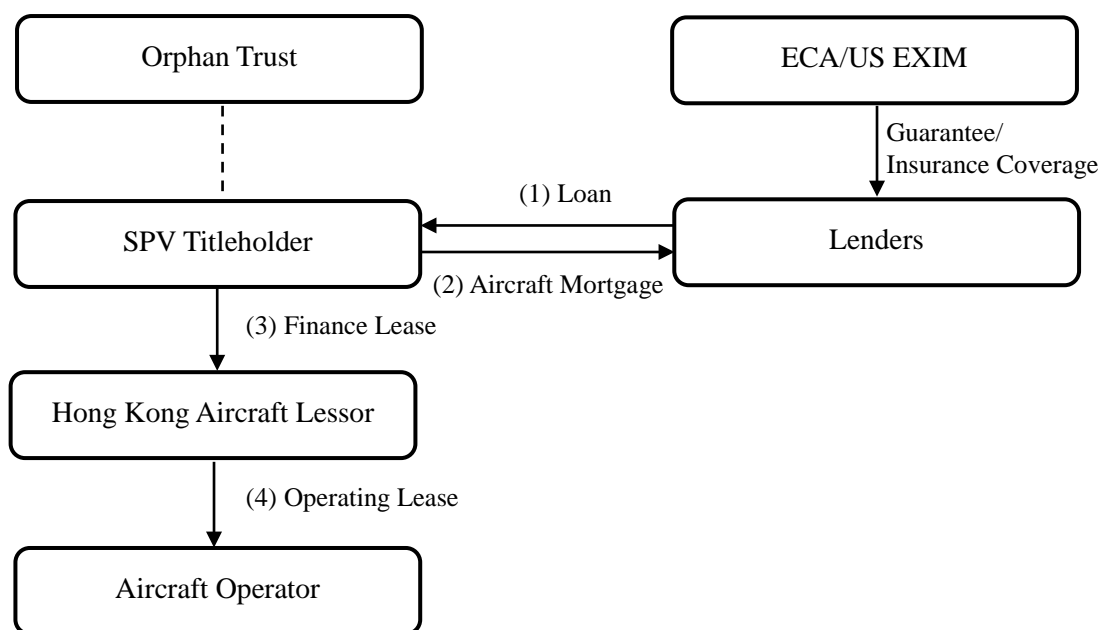 Orphan Trust
ECA/US EXIM
Guarantee/
Insurance Coverage
(1) Loan
SPV Titleholder
Lenders
(2) Aircraft Mortgage
(3) Finance Lease
Hong Kong Aircraft Lessor
(4) Operating Lease
Aircraft Operator